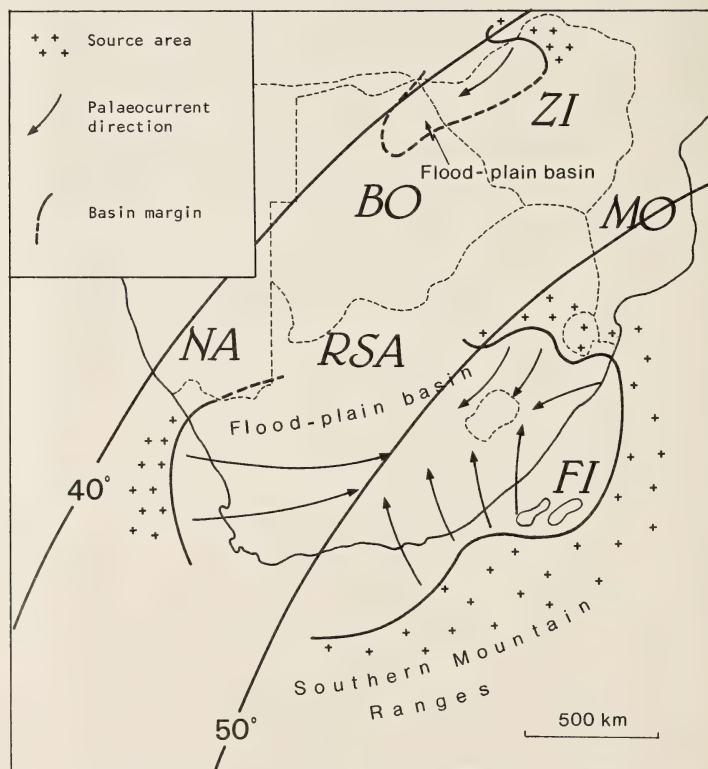 Source area
Palaeocurrent
direction
Basin margin
ZI
Flood-plain basin
BO
MO
NA
RSA
Flood-plain basin
FI
40°
Southern Mountain
Ranges
50°
500 km